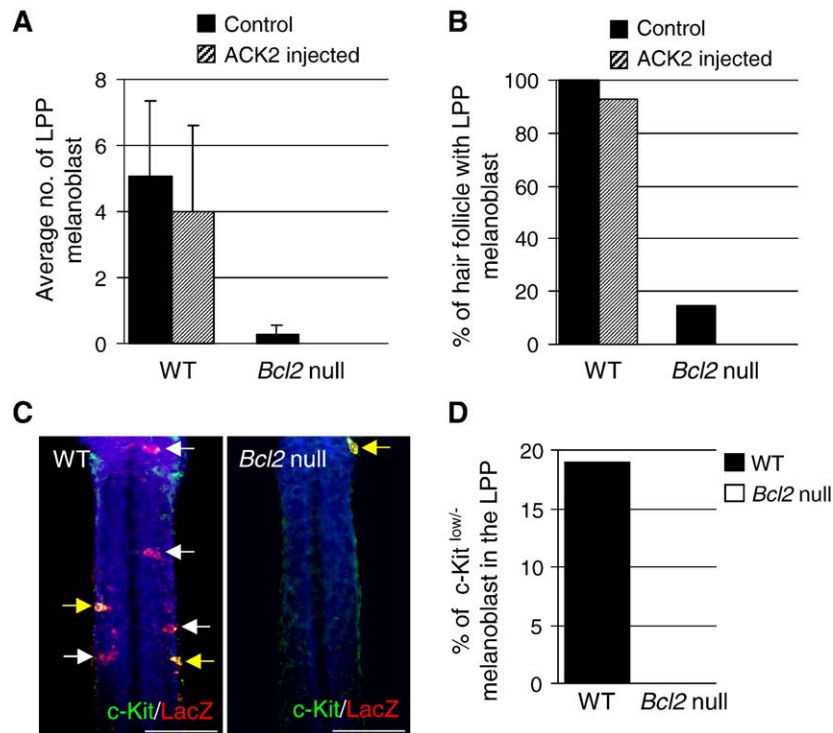 A
Control
ACK2 injected
Average no. of LPP
melanoblast
8
6
4
2
0
WT
Bcl2 null
B
Control
ACK2 injected
% of hair follicle with LPP
melanoblast
100
80
60
40
20
0
WT
Bcl2 null
C
WT
c-Kit/LacZ
Bcl2 null
c-Kit/LacZ
D
% of c-Kit low/-
melanoblast in the LPP
20
15
10
5
0
WT
Bcl2 null
WT
Bcl2 null